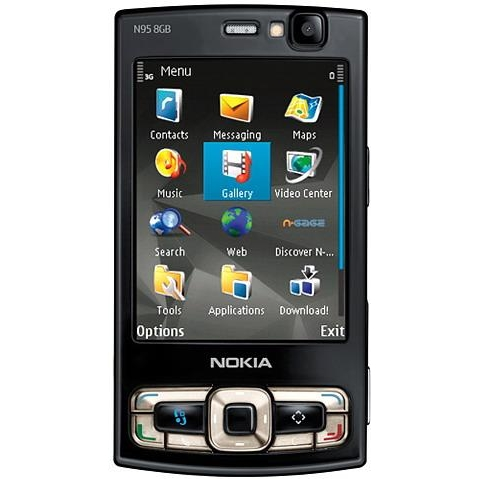 N95 8GB
3G Menu
Contacts Messaging Maps
Music Gallery Video Center
Search Web Discover N-...
Tools Applications Download!
Options Exit
NOKIA